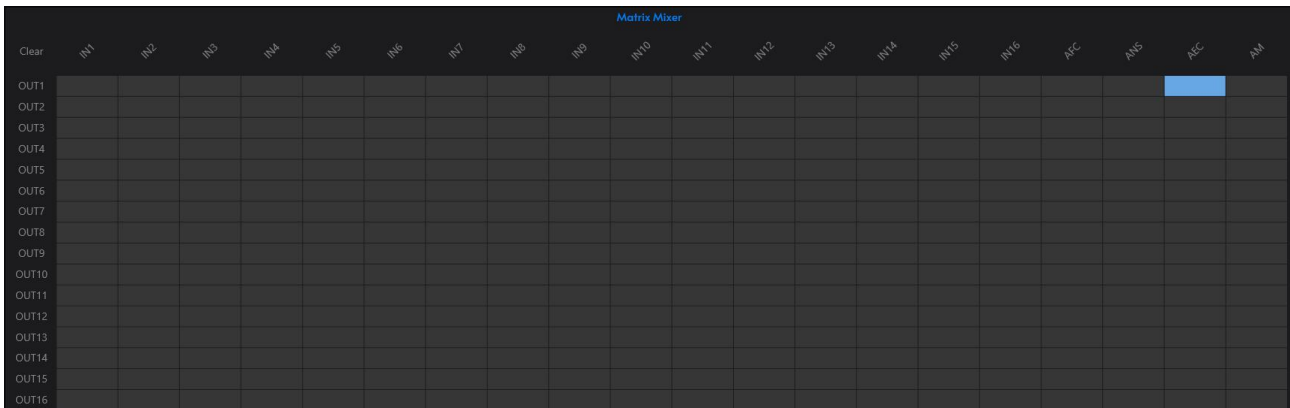 Matrix Mixer
Clear IN1 IN2 IN3 IN4 IN5 IN6 IN7 IN8 IN9 IN10 IN11 IN12 IN13 IN14 IN15 IN16 AFC ANS AEC AM
OUT1
OUT2
OUT3
OUT4
OUT5
OUT6
OUT7
OUT8
OUT9
OUT10
OUT11
OUT12
OUT13
OUT14
OUT15
OUT16